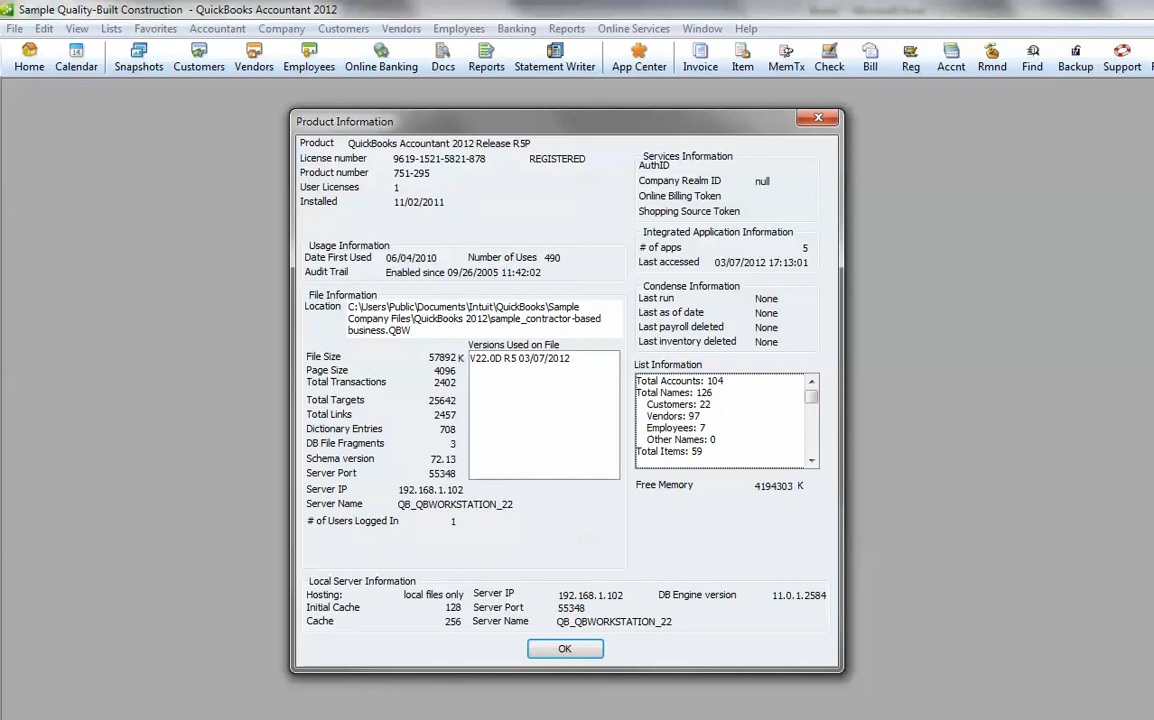 Sample Quality-Built Construction - QuickBooks Accountant 2012
File Edit View Lists Favorites Accountant Company Customers Vendors Employees Banking Reports Online Services Window Help
Home Calendar Snapshots Customers Vendors Employees Online Banking Docs Reports Statement Writer App Center Invoice Item MemTx Check Bill Reg Accnt Rmnd Find Backup Support
Product Information
Product QuickBooks Accountant 2012 Release R5P
License number 9619-1521-5821-878 REGISTERED
Product number 751-295
User Licenses 1
Installed 11/02/2011
Usage Information
Date First Used 06/04/2010 Number of Uses 490
Audit Trail Enabled since 09/26/2005 11:42:02
File Information
Location C:\Users\Public\Documents\Intuit\QuickBooks\Sample
Company Files\QuickBooks 2012\sample_contractor-based
business.QBW
Versions Used on File
File Size 57892 K V22.0D R5 03/07/2012
Page Size 4096
Total Transactions 2402
Total Targets 25642
Total Links 2457
Dictionary Entries 708
DB File Fragments 3
Schema version 72.13
Server Port 55348
Server IP 192.168.1.102
Server Name QB_QBWORKSTATION_22
# of Users Logged In 1
Services Information
AuthID
Company Realm ID null
Online Billing Token
Shopping Source Token
Integrated Application Information
# of apps 5
Last accessed 03/07/2012 17:13:01
Condense Information
Last run None
Last as of date None
Last payroll deleted None
Last inventory deleted None
List Information
Total Accounts: 104
Total Names: 126
Customers: 22
Vendors: 97
Employees: 7
Other Names: 0
Total Items: 59
Free Memory 4194303 K
Local Server Information
Hosting: local files only Server IP 192.168.1.102 DB Engine version 11.0.1.2584
Initial Cache 128 Server Port 55348
Cache 256 Server Name QB_QBWORKSTATION_22
OK